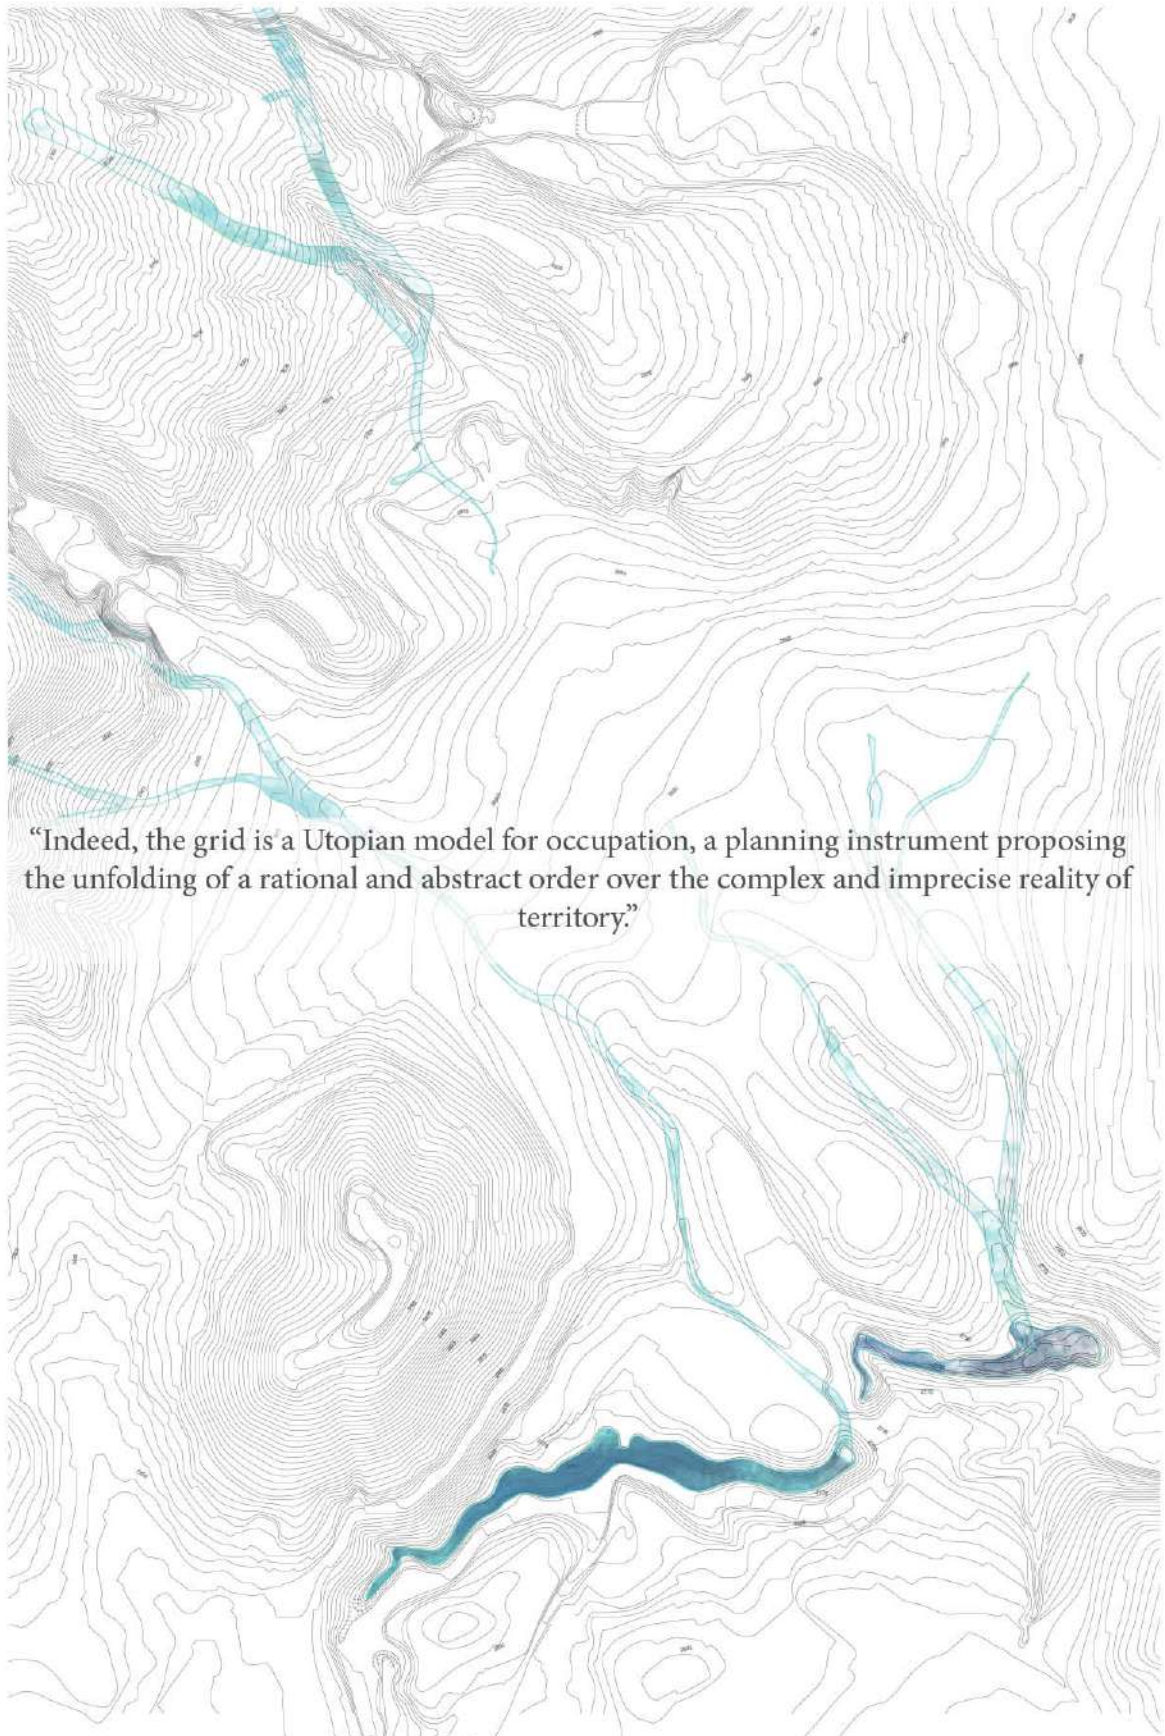 “Indeed, the grid is a Utopian model for occupation, a planning instrument proposing
the unfolding of a rational and abstract order over the complex and imprecise reality of
territory.”